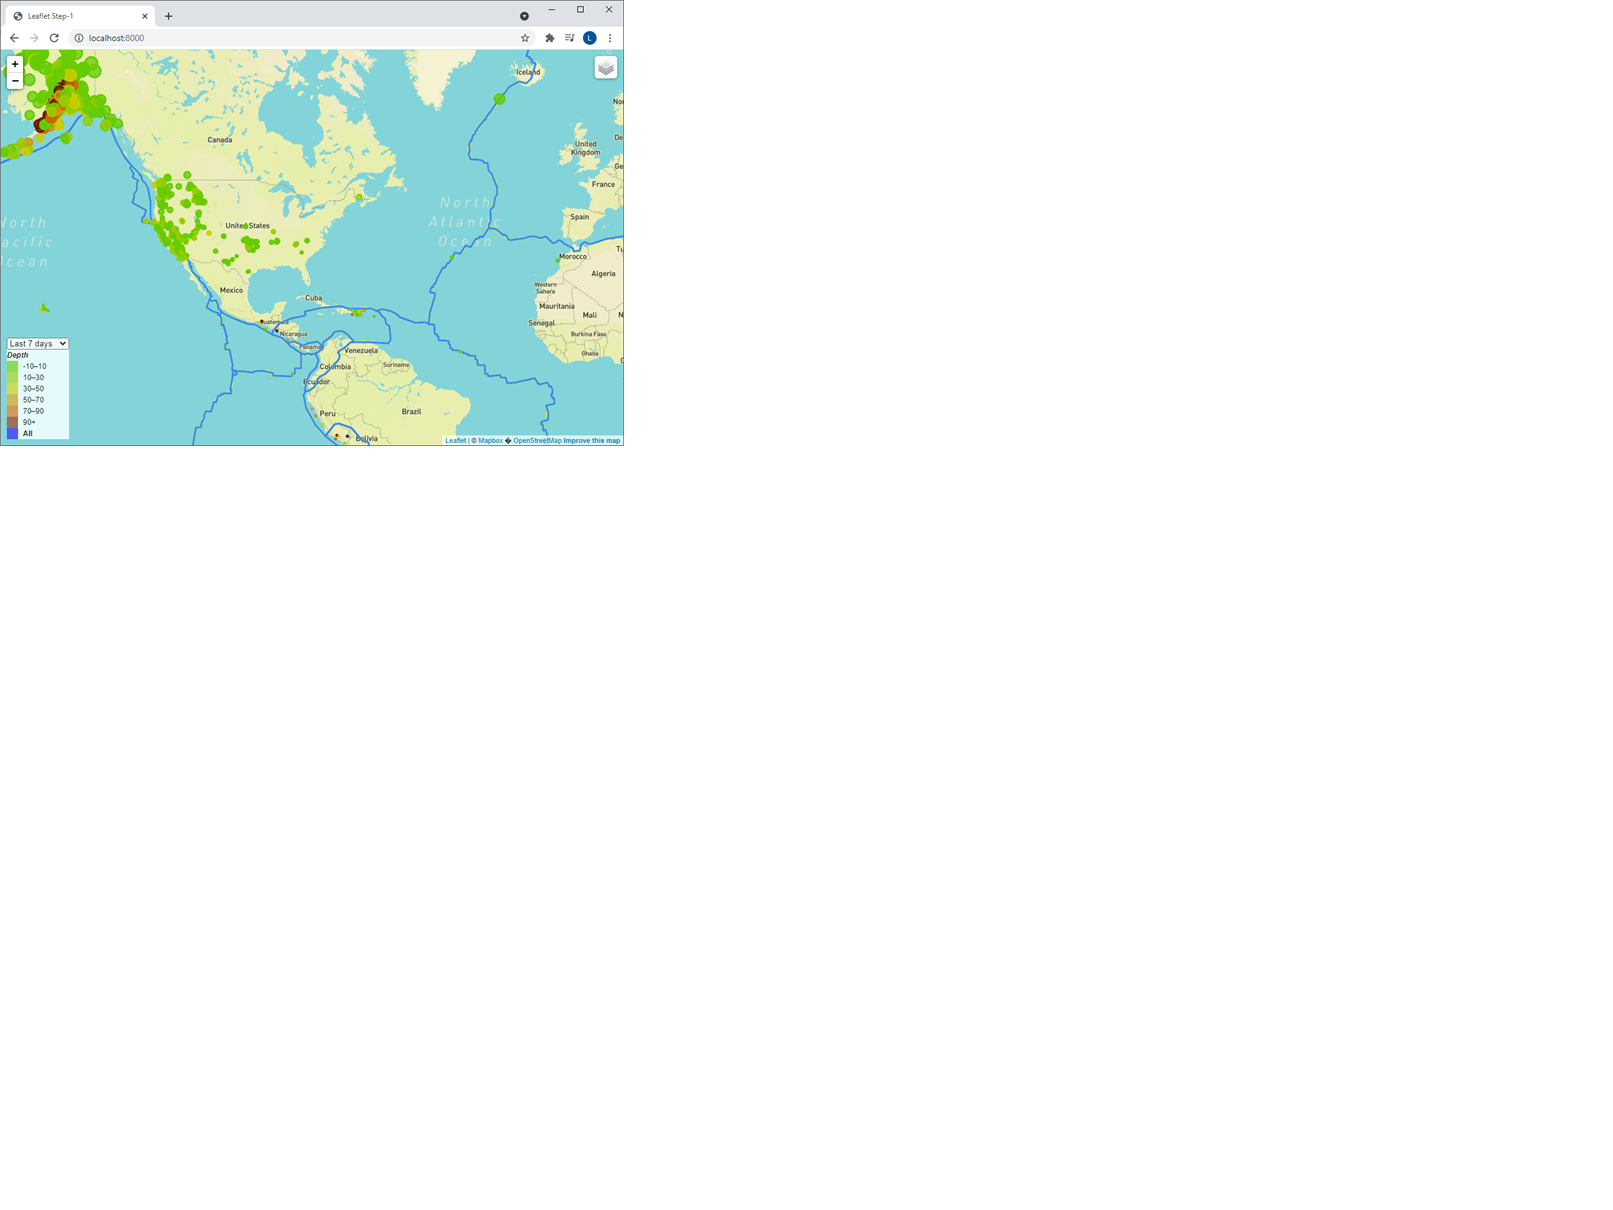 Leaflet Step-1
localhost:8000
L
+
−
Iceland
Canada
United
Kingdom
France
North
Atlantic
Ocean
United States
Spain
Morocco
Algeria
Mexico
Western
Sahara
Cuba
Mauritania
Mali
Senegal
Guatemala
Nicaragua
Burkina Faso
Panama
Venezuela
Ghana
Colombia
Suriname
Ecuador
Peru
Brazil
Bolivia
North
acific
Ocean
Last 7 days
Depth
-10–10
10–30
30–50
50–70
70–90
90+
All
Leaflet | © Mapbox � OpenStreetMap Improve this map